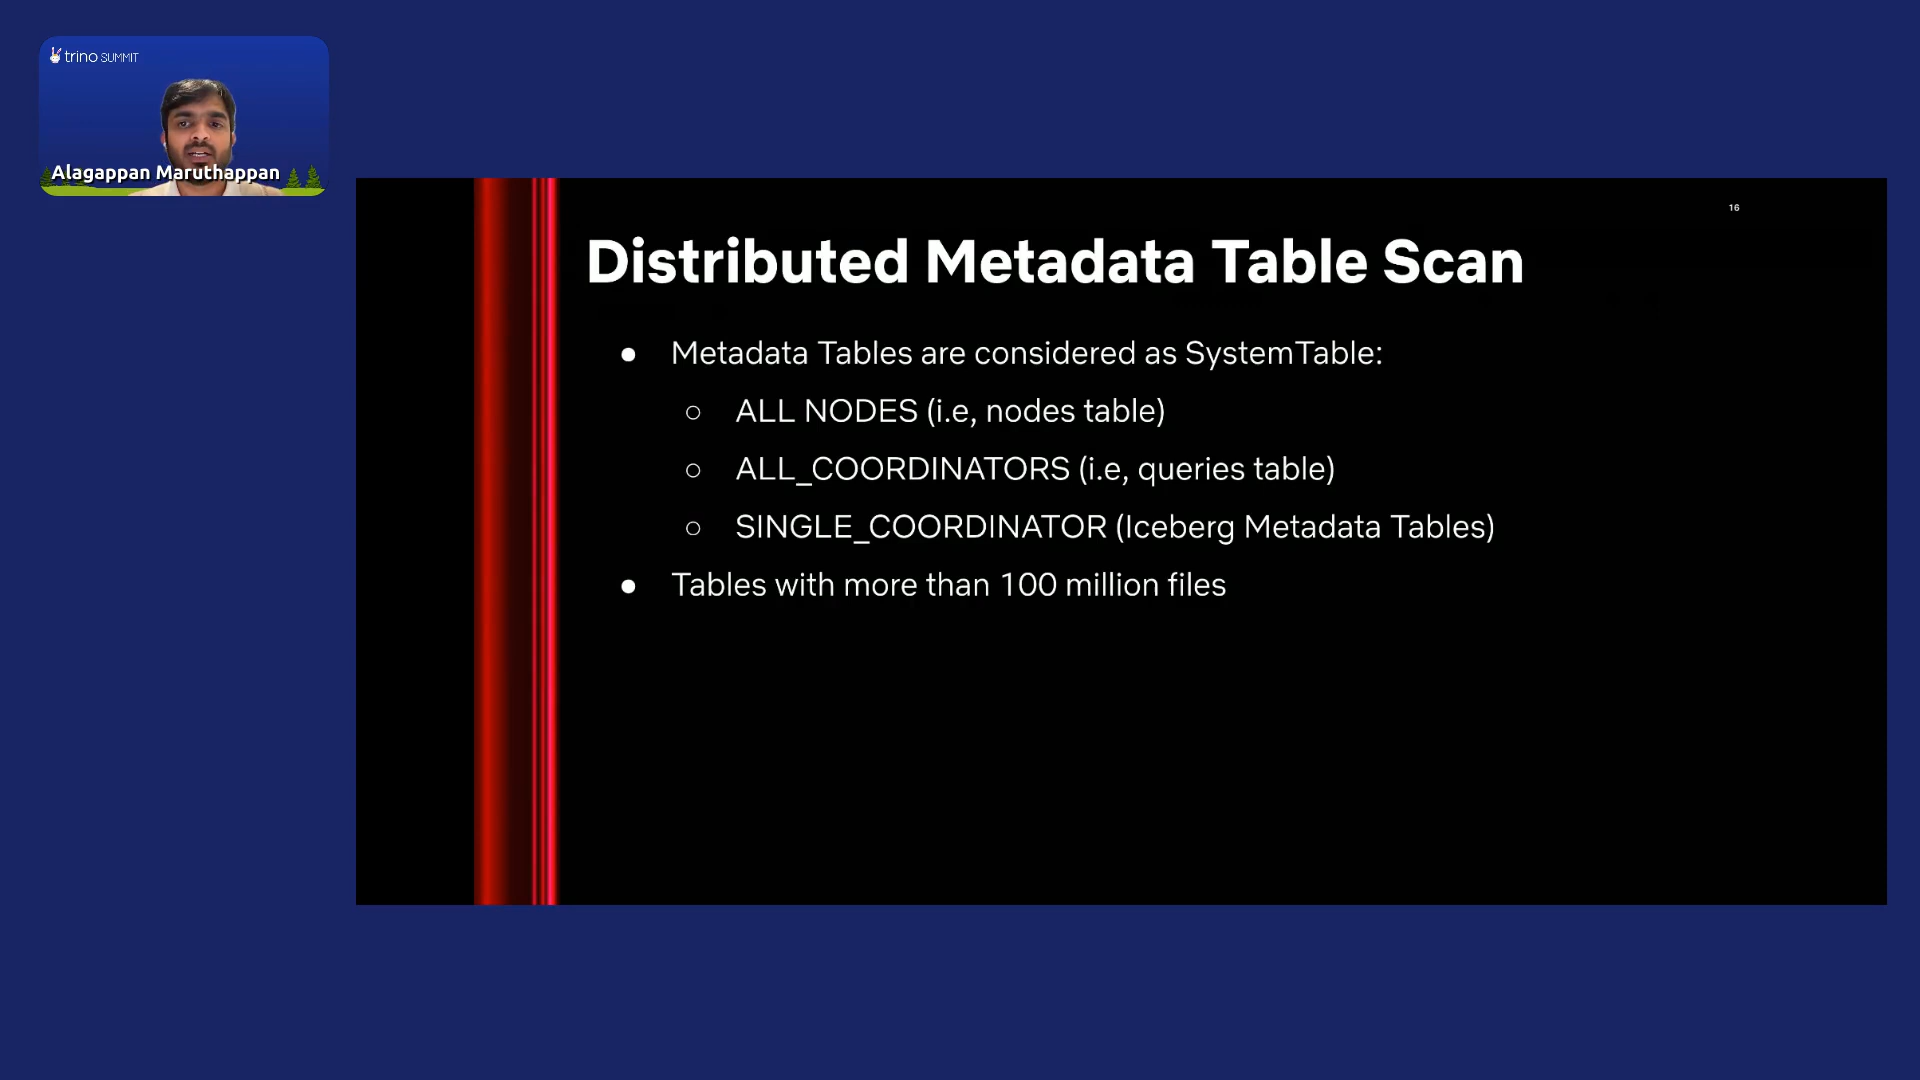 trino SUMMIT
Alagappan Maruthappan
16
Distributed Metadata Table Scan
● Metadata Tables are considered as SystemTable:
○ ALL NODES (i.e, nodes table)
○ ALL_COORDINATORS (i.e, queries table)
○ SINGLE_COORDINATOR (Iceberg Metadata Tables)
● Tables with more than 100 million files